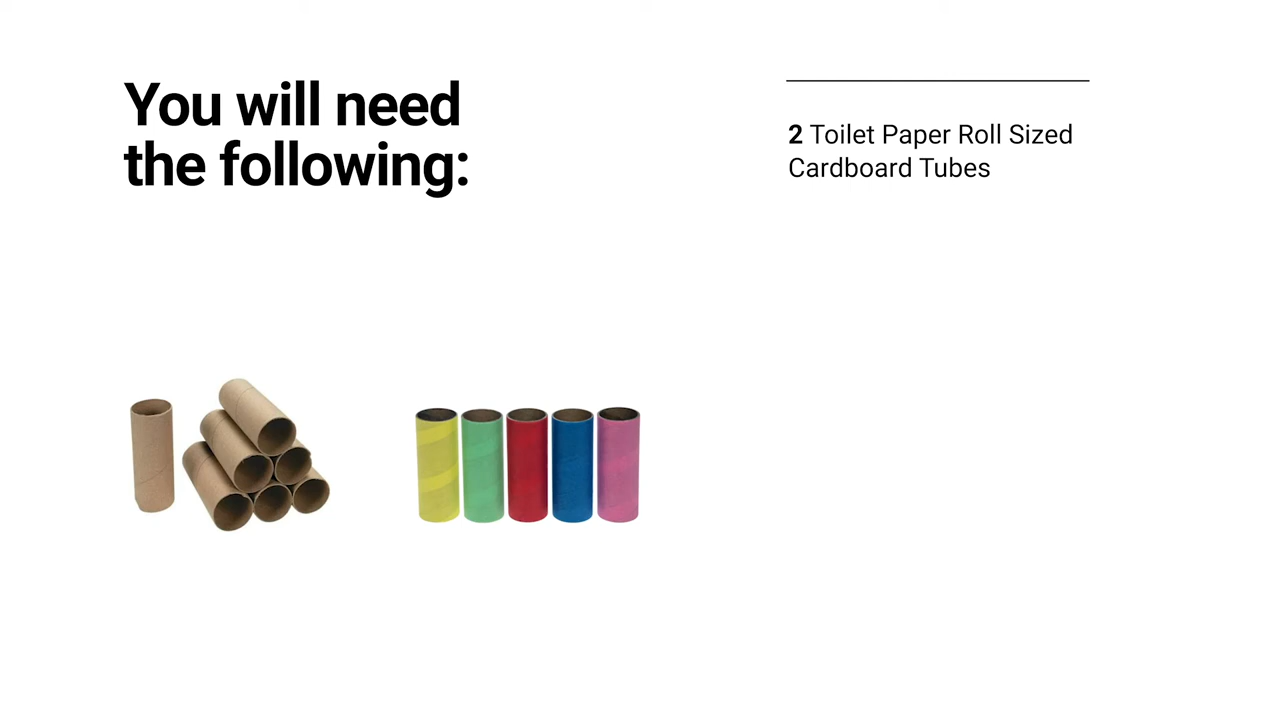 You will need
the following:
2 Toilet Paper Roll Sized
Cardboard Tubes